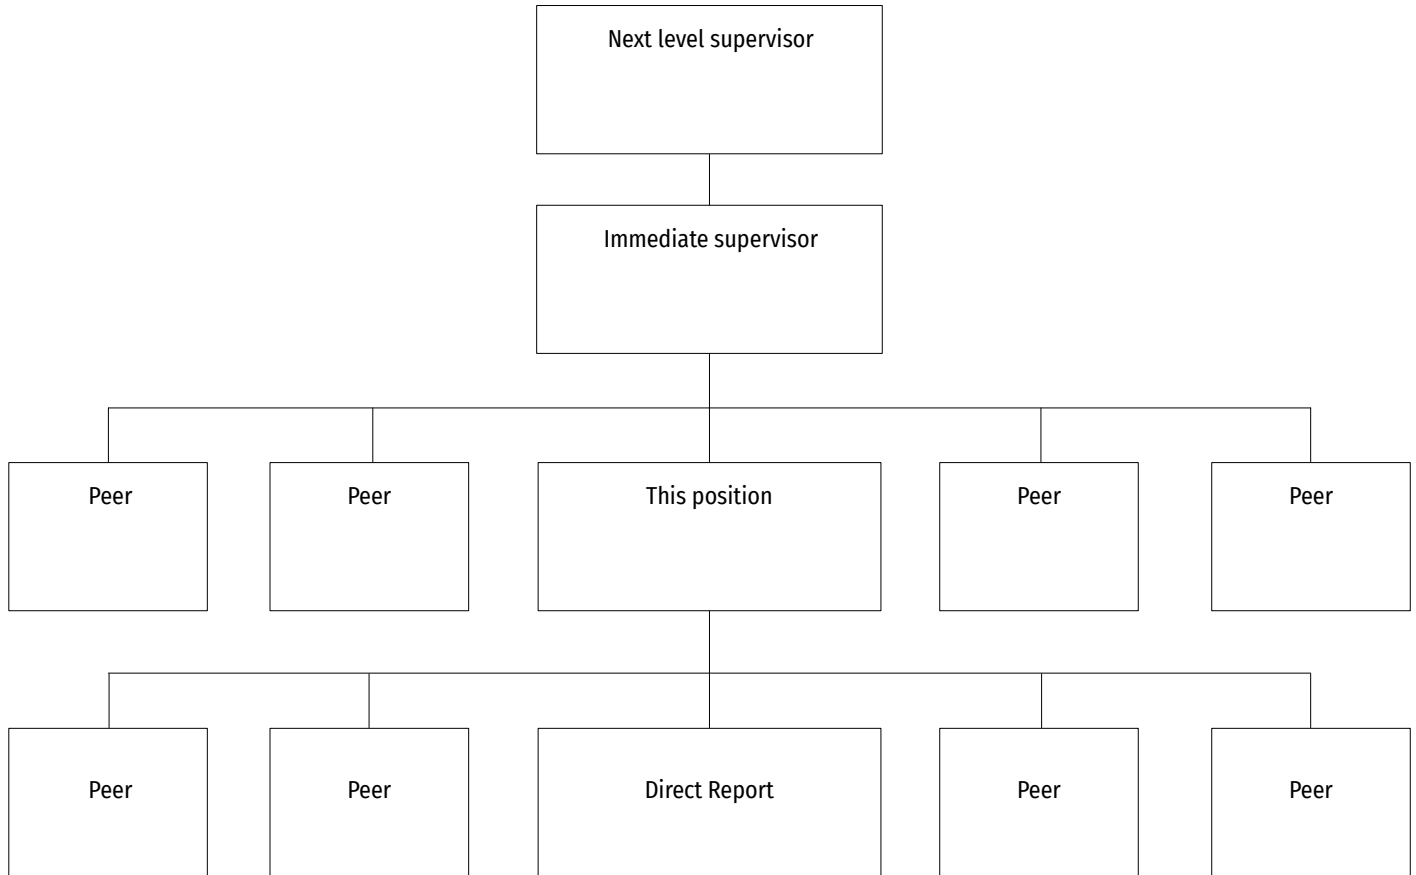 Next level supervisor
Immediate supervisor
Peer
Peer
This position
Peer
Peer
Peer
Peer
Direct Report
Peer
Peer